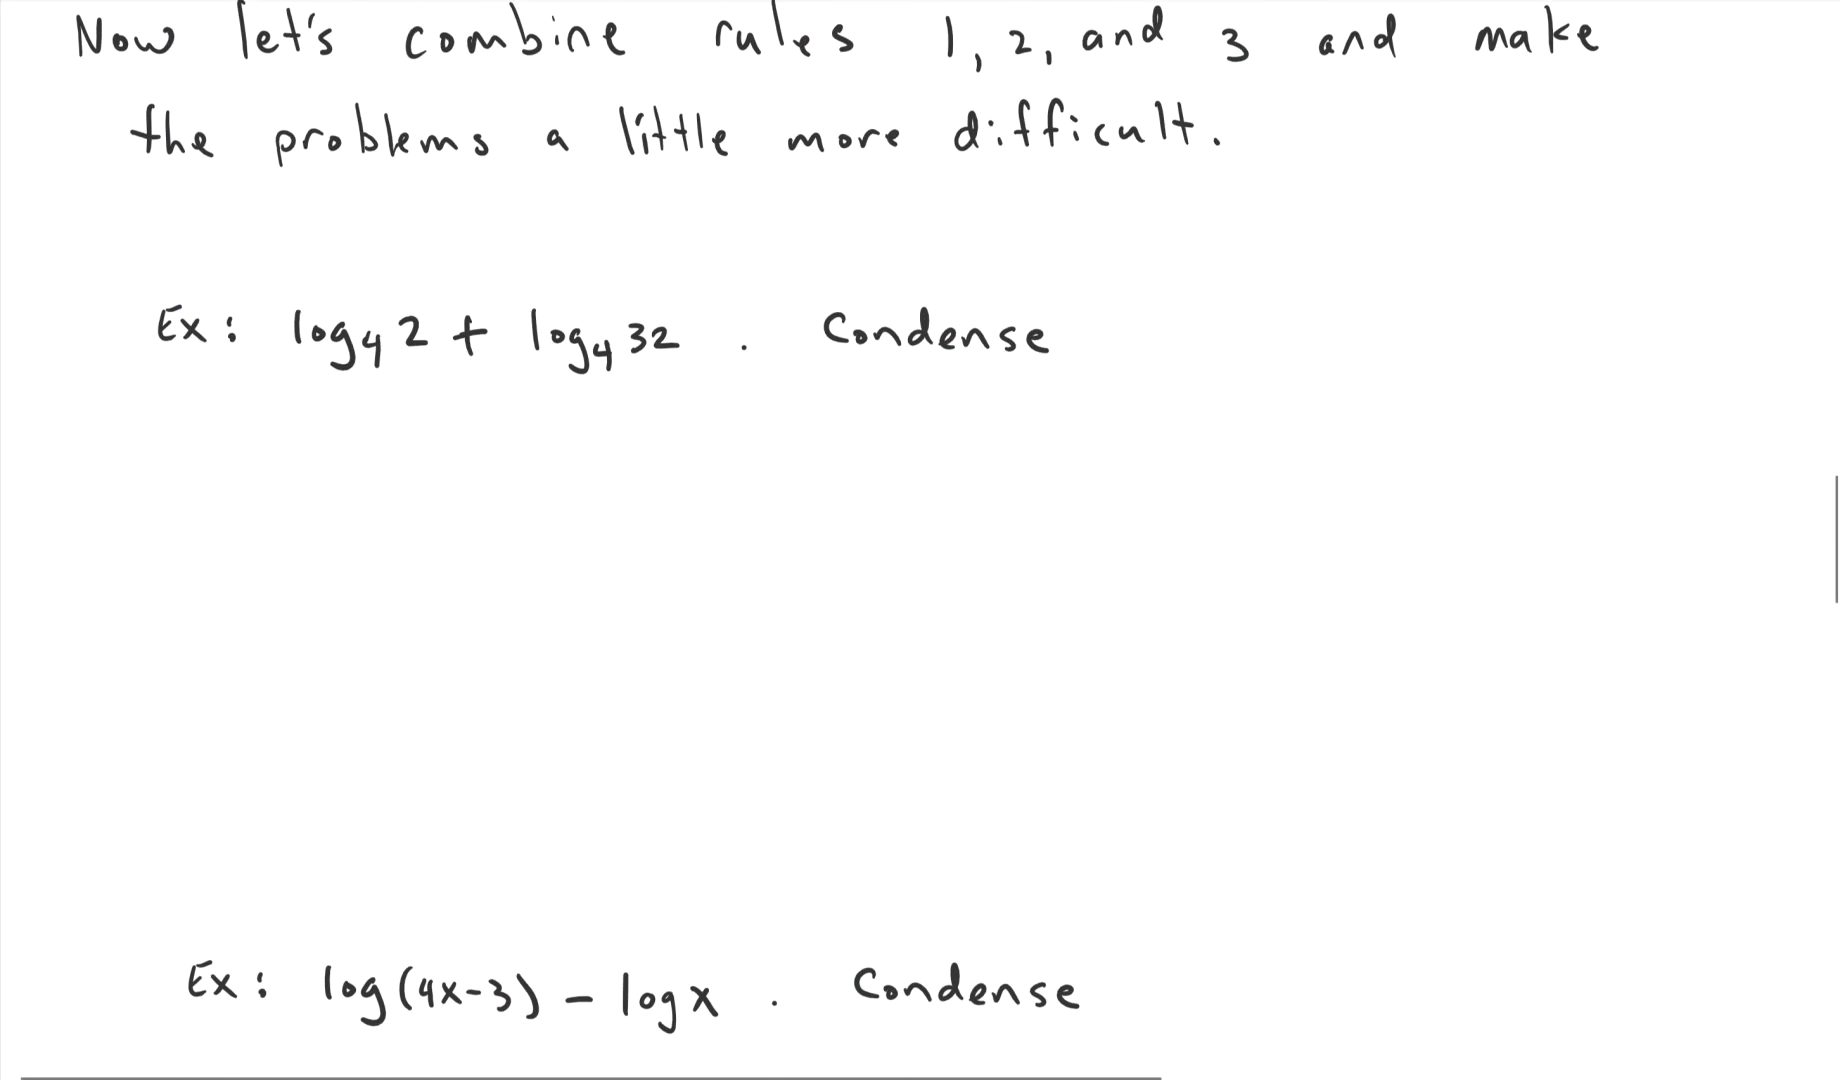 Now let's combine rules 1, 2, and 3 and make
the problems a little more difficult.
Ex: log₄ 2 + log₄ 32 . Condense
Ex: log(4x-3) - log x . Condense